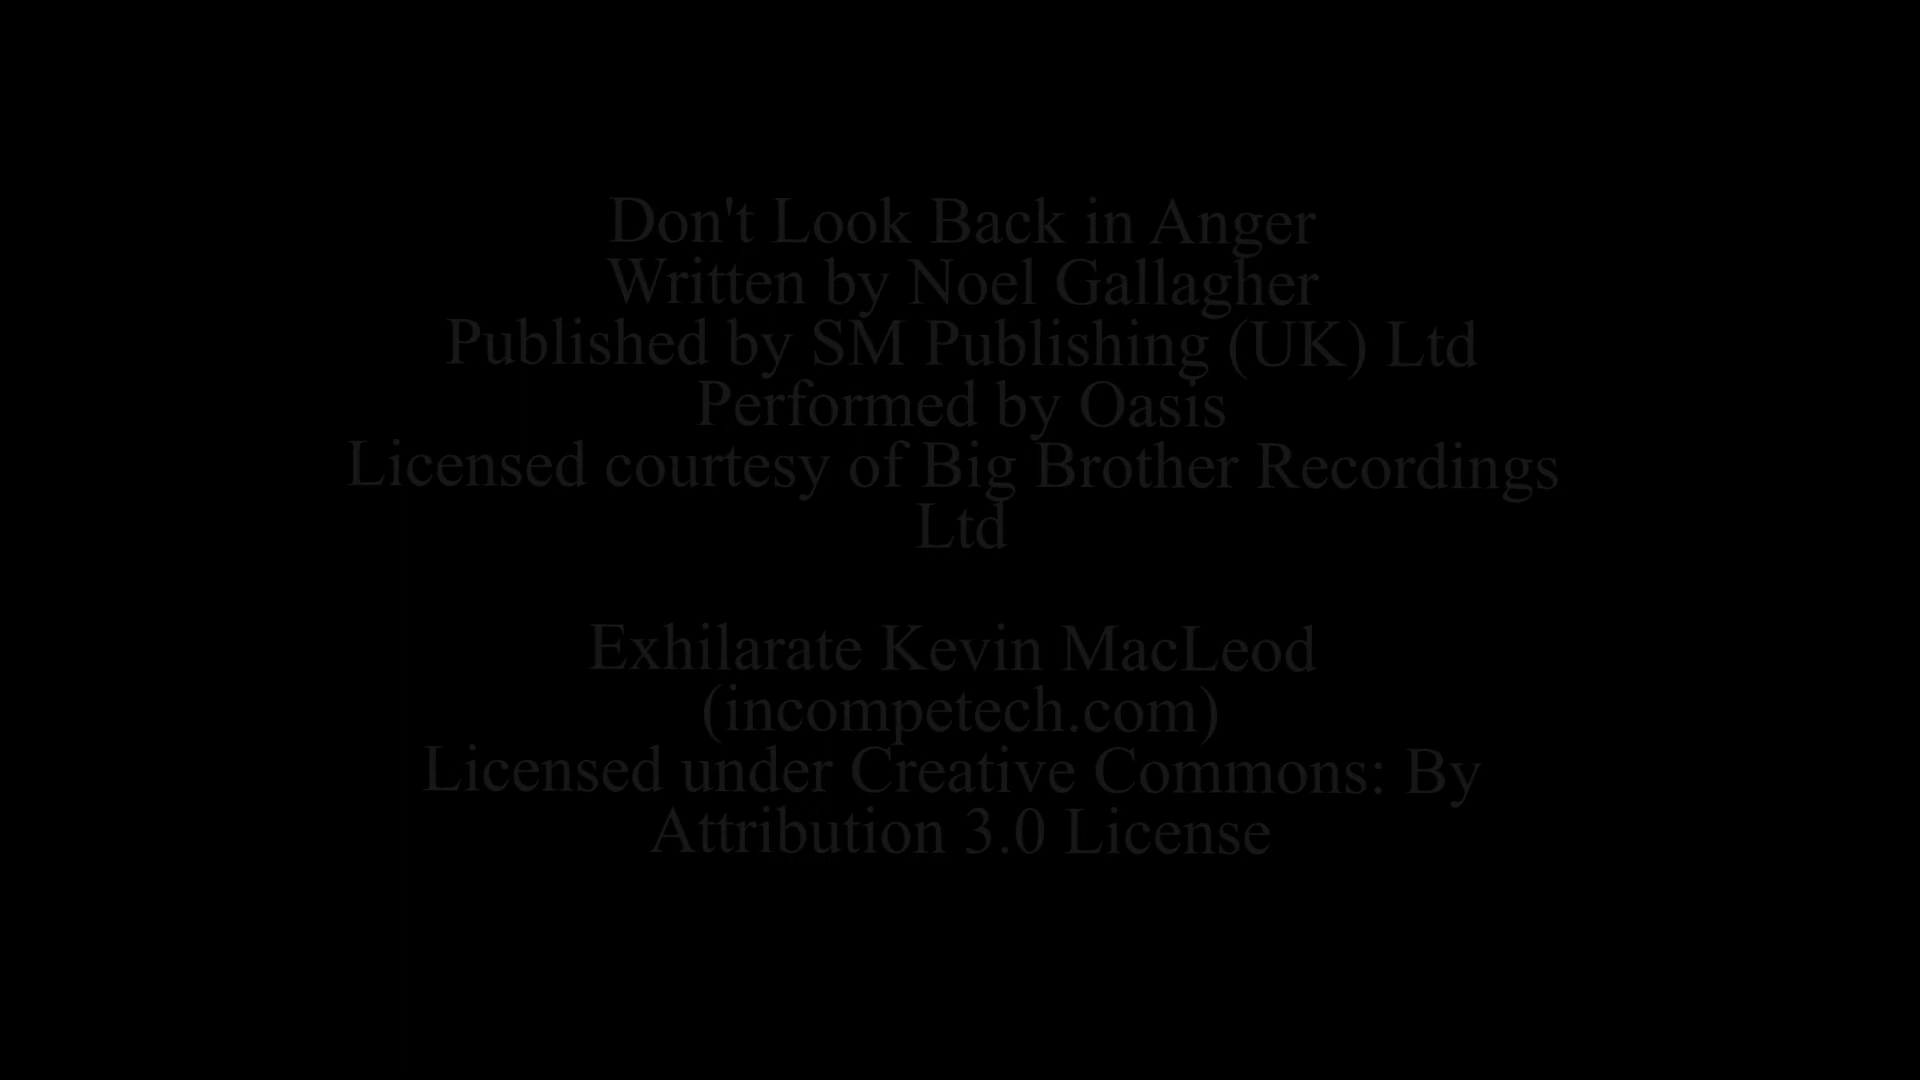 Don't Look Back in Anger
Written by Noel Gallagher
Published by SM Publishing (UK) Ltd
Performed by Oasis
Licensed courtesy of Big Brother Recordings
Ltd
Exhilarate Kevin MacLeod
(incompetech.com)
Licensed under Creative Commons: By
Attribution 3.0 License